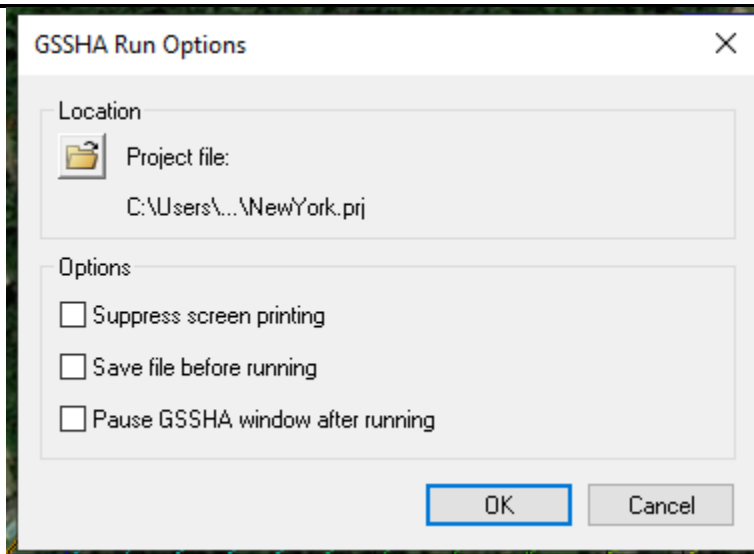 GSSHA Run Options
Location
Project file:
C:\Users\...\NewYork.prj
Options
Suppress screen printing
Save file before running
Pause GSSHA window after running
OK Cancel